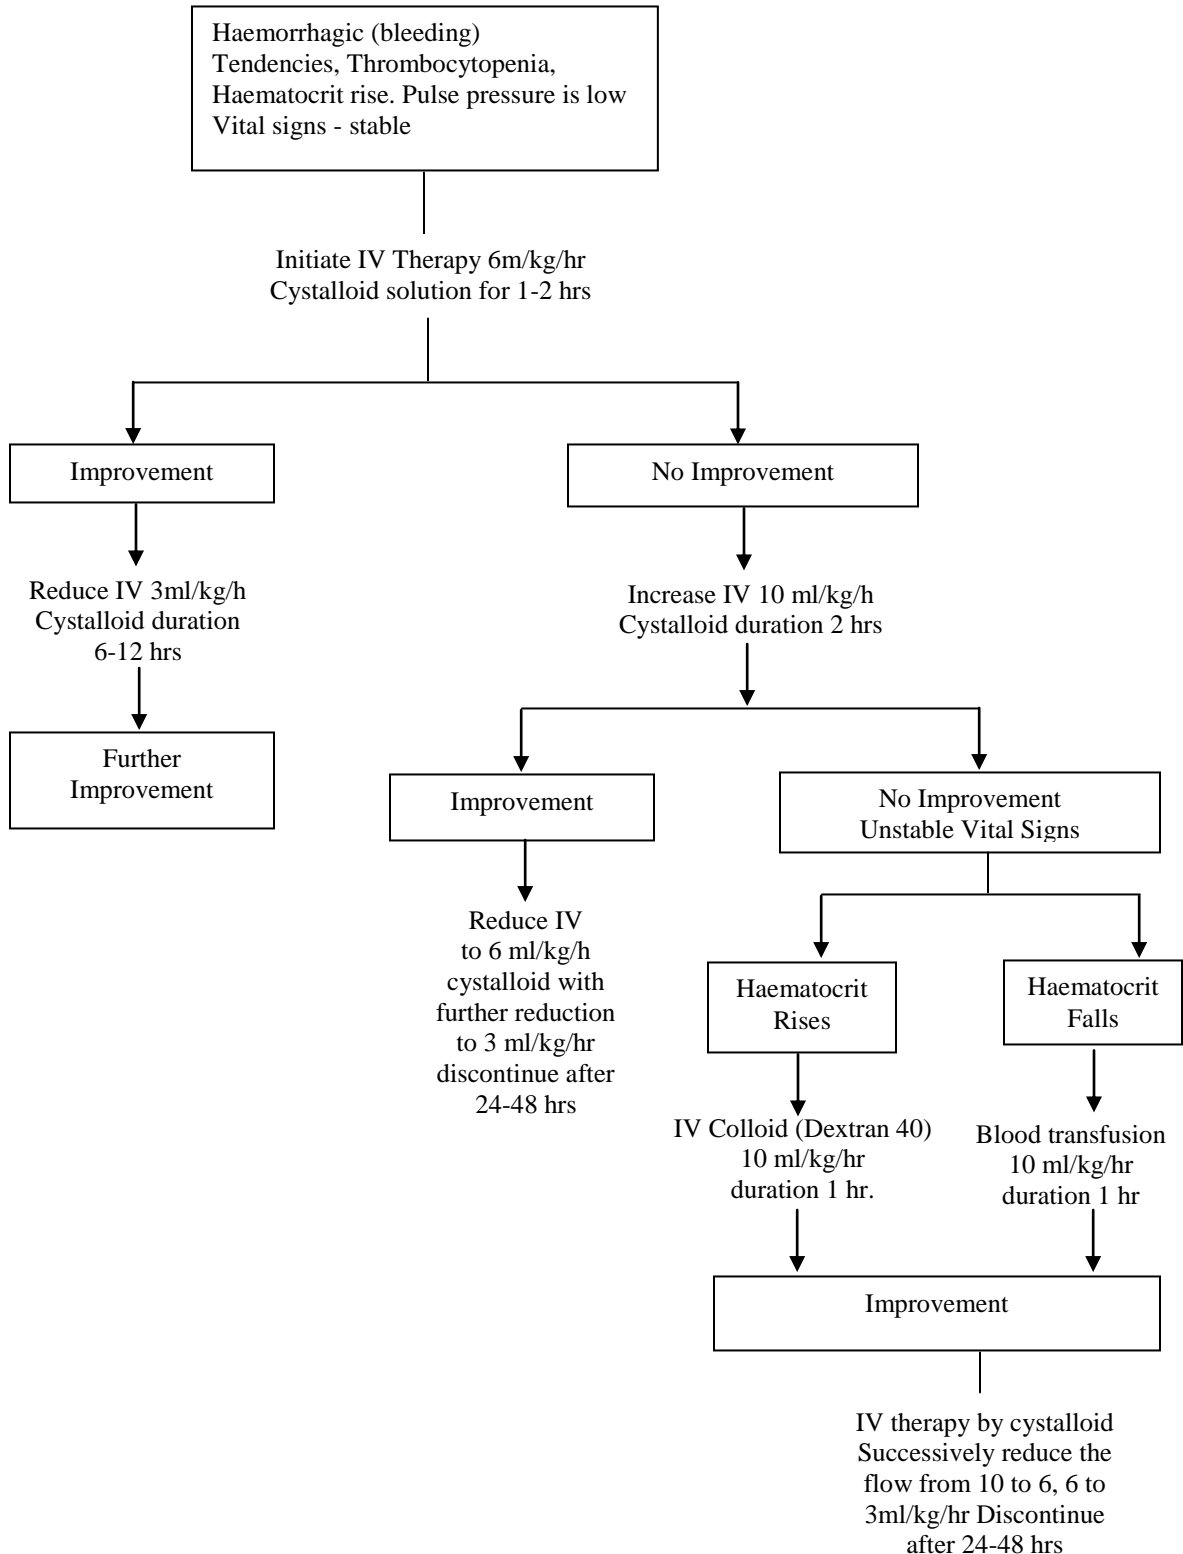 Haemorrhagic (bleeding)
Tendencies, Thrombocytopenia,
Haematocrit rise. Pulse pressure is low
Vital signs - stable
Initiate IV Therapy 6m/kg/hr
Cystalloid solution for 1-2 hrs
Improvement
No Improvement
Reduce IV 3ml/kg/h
Cystalloid duration
6-12 hrs
Increase IV 10 ml/kg/h
Cystalloid duration 2 hrs
Further
Improvement
Improvement
No Improvement
Unstable Vital Signs
Reduce IV
to 6 ml/kg/h
cystalloid with
further reduction
to 3 ml/kg/hr
discontinue after
24-48 hrs
Haematocrit
Rises
Haematocrit
Falls
IV Colloid (Dextran 40)
10 ml/kg/hr
duration 1 hr.
Blood transfusion
10 ml/kg/hr
duration 1 hr
Improvement
IV therapy by cystalloid
Successively reduce the
flow from 10 to 6, 6 to
3ml/kg/hr Discontinue
after 24-48 hrs